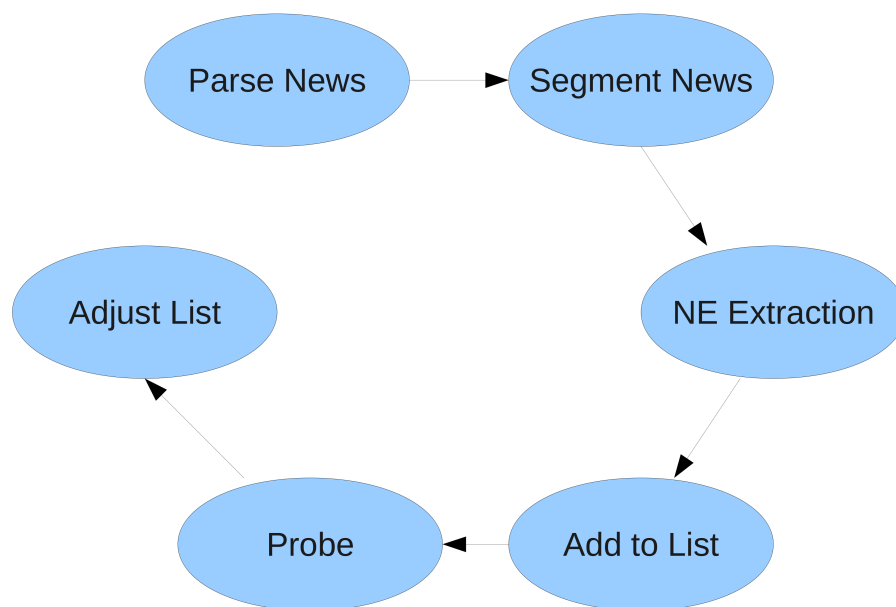 Parse News
Segment News
NE Extraction
Add to List
Probe
Adjust List